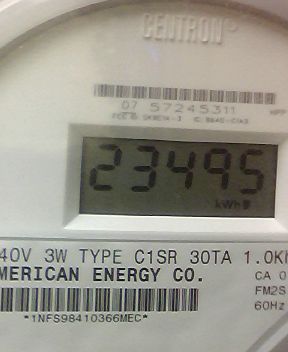 CENTRON
07 57245311
23495
kWh
40V 3W TYPE C1SR 30TA 1.0Kh
MERICAN ENERGY CO.
CA 0
FM2S
60Hz
*1NFS98410366MEC*